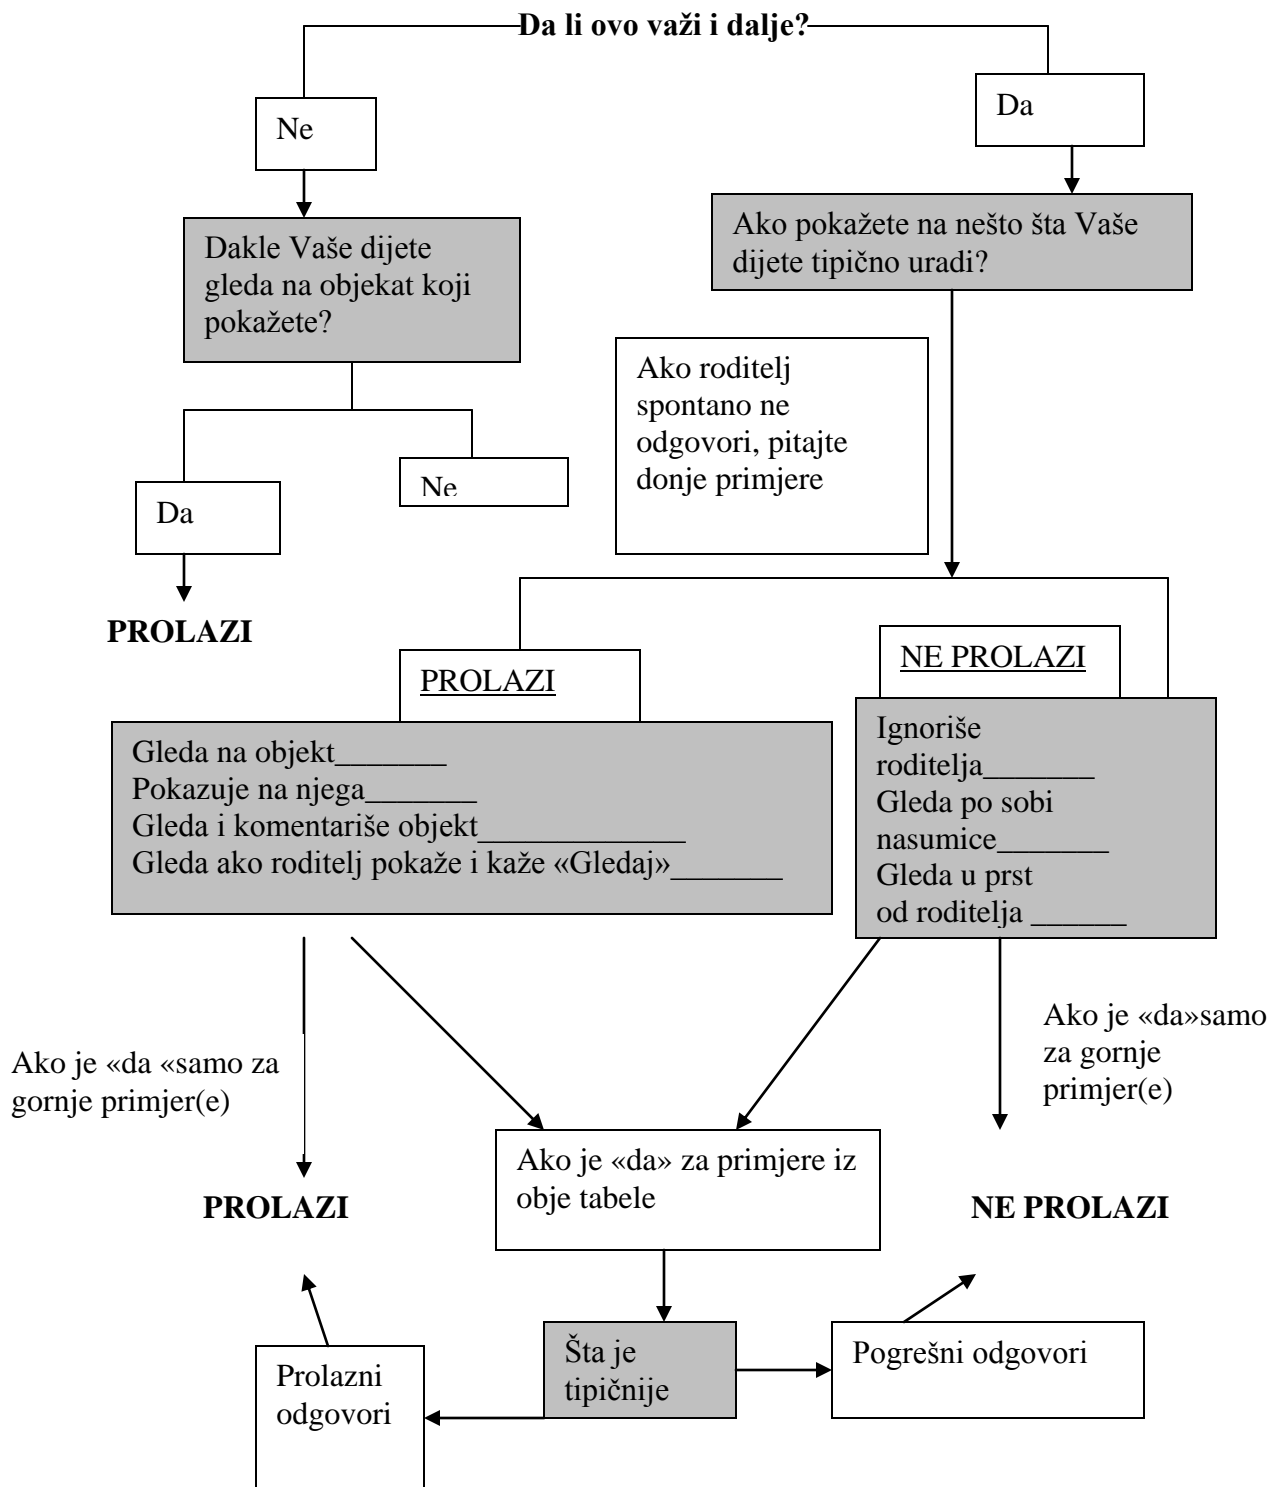 Da li ovo važi i dalje?
Ne
Da
Dakle Vaše dijete
gleda na objekat koji
pokažete?
Ako pokažete na nešto šta Vaše
dijete tipično uradi?
Ako roditelj
spontano ne
odgovori, pitajte
donje primjere
Da
Ne
PROLAZI
PROLAZI
NE PROLAZI
Gleda na objekt_______
Pokazuje na njega_______
Gleda i komentariše objekt_____________
Gleda ako roditelj pokaže i kaže «Gledaj»_______
Ignoriše
roditelja_______
Gleda po sobi
nasumice_______
Gleda u prst
od roditelja ______
Ako je «da «samo za
gornje primjer(e)
Ako je «da»samo
za gornje
primjer(e)
Ako je «da» za primjere iz
obje tabele
PROLAZI
NE PROLAZI
Prolazni
odgovori
Šta je
tipičnije
Pogrešni odgovori